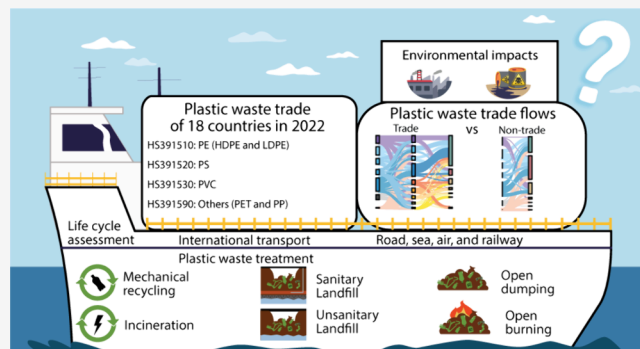 Environmental impacts
?
Plastic waste trade
of 18 countries in 2022
HS391510: PE (HDPE and LDPE)
HS391520: PS
HS391530: PVC
HS391590: Others (PET and PP)
Plastic waste trade flows
Trade
vs
Non-trade
Life cycle
assessment
International transport
Road, sea, air, and railway
Plastic waste treatment
Mechanical
recycling
Sanitary
Landfill
Open
dumping
Incineration
Unsanitary
Landfill
Open
burning